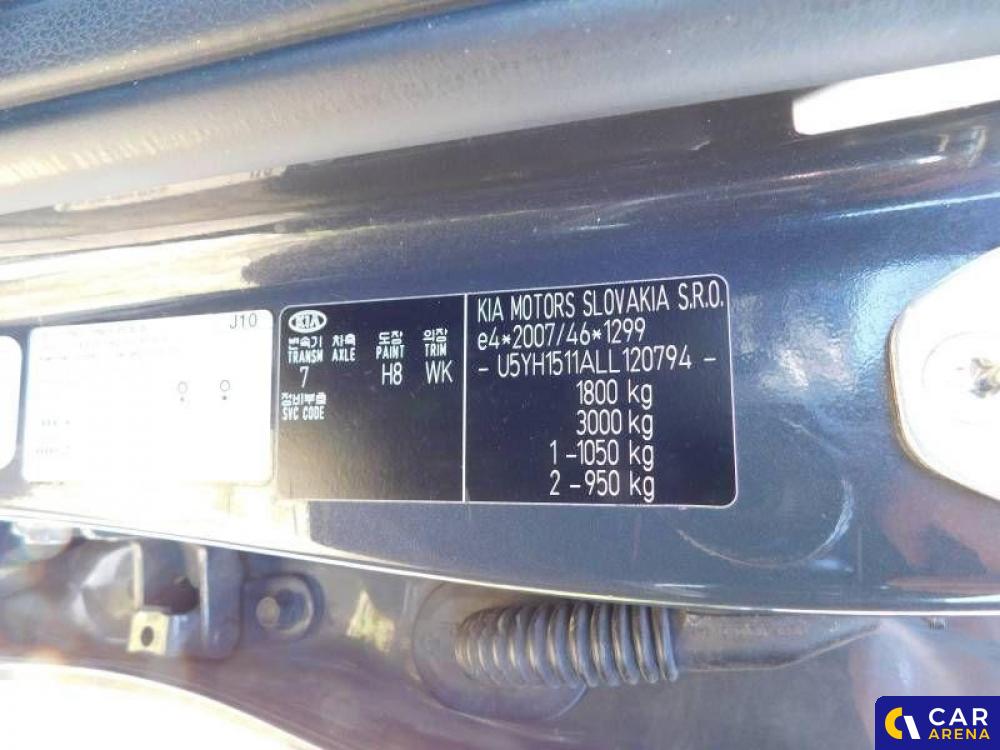 J10
KIA
변속기 차축 도장 의장
TRANSM AXLE PAINT TRIM
7 H8 WK
정비부호
SVC CODE
KIA MOTORS SLOVAKIA S.R.O.
e4*2007/46*1299
- U5YH1511ALL120794 -
1800 kg
3000 kg
1 -1050 kg
2 -950 kg
CAR
ARENA